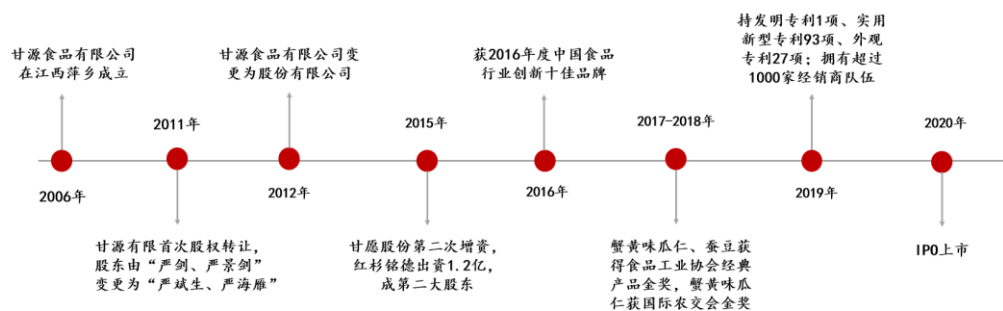 甘源食品有限公司
在江西萍乡成立
2006年
2011年
甘源有限首次股权转让，
股东由“严剑、严景剑”
变更为“严斌生、严海雁”
甘源食品有限公司变
更为股份有限公司
2012年
2015年
甘愿股份第二次增资，
红杉铭德出资1.2亿，
成第二大股东
获2016年度中国食品
行业创新十佳品牌
2016年
2017-2018年
蟹黄味瓜仁、蚕豆获
得食品工业协会经典
产品金奖，蟹黄味瓜
仁获国际农交会金奖
持发明专利1项、实用
新型专利93项、外观
专利27项；拥有超过
1000家经销商队伍
2019年
2020年
IPO上市